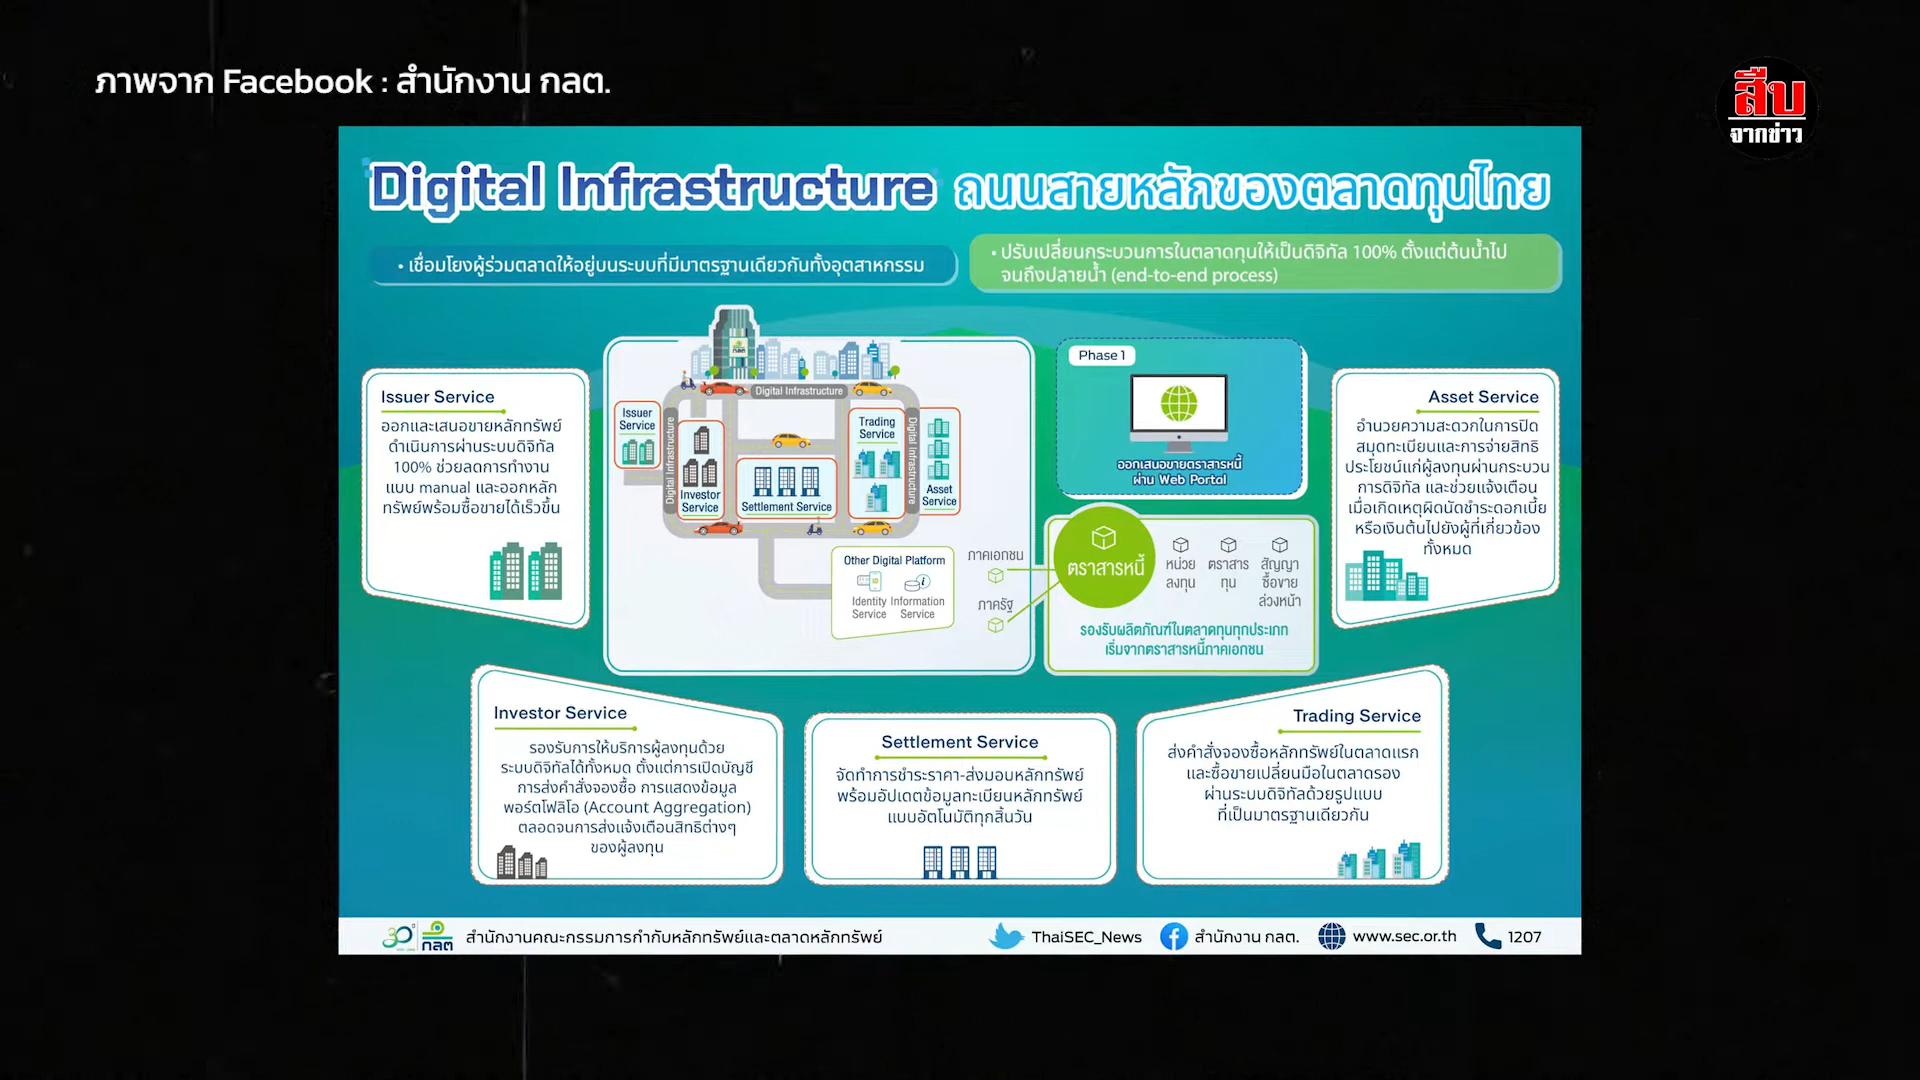 ภาพจาก Facebook : สำนักงาน กลต.
สืบ
จากข่าว
Digital Infrastructure ถนนสายหลักของตลาดทุนไทย
• เชื่อมโยงผู้ร่วมตลาดให้อยู่บนระบบที่มีมาตรฐานเดียวกันทั้งอุตสาหกรรม
• ปรับเปลี่ยนกระบวนการในตลาดทุนให้เป็นดิจิทัล 100% ตั้งแต่ต้นน้ำไป
จนถึงปลายน้ำ (end-to-end process)
Issuer Service
ออกและเสนอขายหลักทรัพย์
ดำเนินการผ่านระบบดิจิทัล
100% ช่วยลดการทำงาน
แบบ manual และออกหลัก
ทรัพย์พร้อมซื้อขายได้เร็วขึ้น
กลต
Digital Infrastructure
Issuer
Service
Digital Infrastructure
Investor
Service
Settlement Service
Trading
Service
Digital Infrastructure
Asset
Service
Other Digital Platform
Identity
Service
Information
Service
Phase 1
ออกเสนอขายตราสารหนี้
ผ่าน Web Portal
ภาคเอกชน
ภาครัฐ
ตราสารหนี้
หน่วย
ลงทุน
ตราสาร
ทุน
สัญญา
ซื้อขาย
ล่วงหน้า
รองรับผลิตภัณฑ์ในตลาดทุนทุกประเภท
เริ่มจากตราสารหนี้ภาคเอกชน
Asset Service
อำนวยความสะดวกในการปิด
สมุดทะเบียนและการจ่ายสิทธิ
ประโยชน์แก่ผู้ลงทุนผ่านกระบวน
การดิจิทัล และช่วยแจ้งเตือน
เมื่อเกิดเหตุผิดนัดชำระดอกเบี้ย
หรือเงินต้นไปยังผู้ที่เกี่ยวข้อง
ทั้งหมด
Investor Service
รองรับการให้บริการผู้ลงทุนด้วย
ระบบดิจิทัลได้ทั้งหมด ตั้งแต่การเปิดบัญชี
การส่งคำสั่งจองซื้อ การแสดงข้อมูล
พอร์ตโฟลิโอ (Account Aggregation)
ตลอดจนการส่งแจ้งเตือนสิทธิต่างๆ
ของผู้ลงทุน
Settlement Service
จัดทำการชำระราคา-ส่งมอบหลักทรัพย์
พร้อมอัปเดตข้อมูลทะเบียนหลักทรัพย์
แบบอัตโนมัติทุกสิ้นวัน
Trading Service
ส่งคำสั่งจองซื้อหลักทรัพย์ในตลาดแรก
และซื้อขายเปลี่ยนมือในตลาดรอง
ผ่านระบบดิจิทัลด้วยรูปแบบ
ที่เป็นมาตรฐานเดียวกัน
30 กลต สำนักงานคณะกรรมการกำกับหลักทรัพย์และตลาดหลักทรัพย์ ThaiSEC_News สำนักงาน กลต. www.sec.or.th 1207